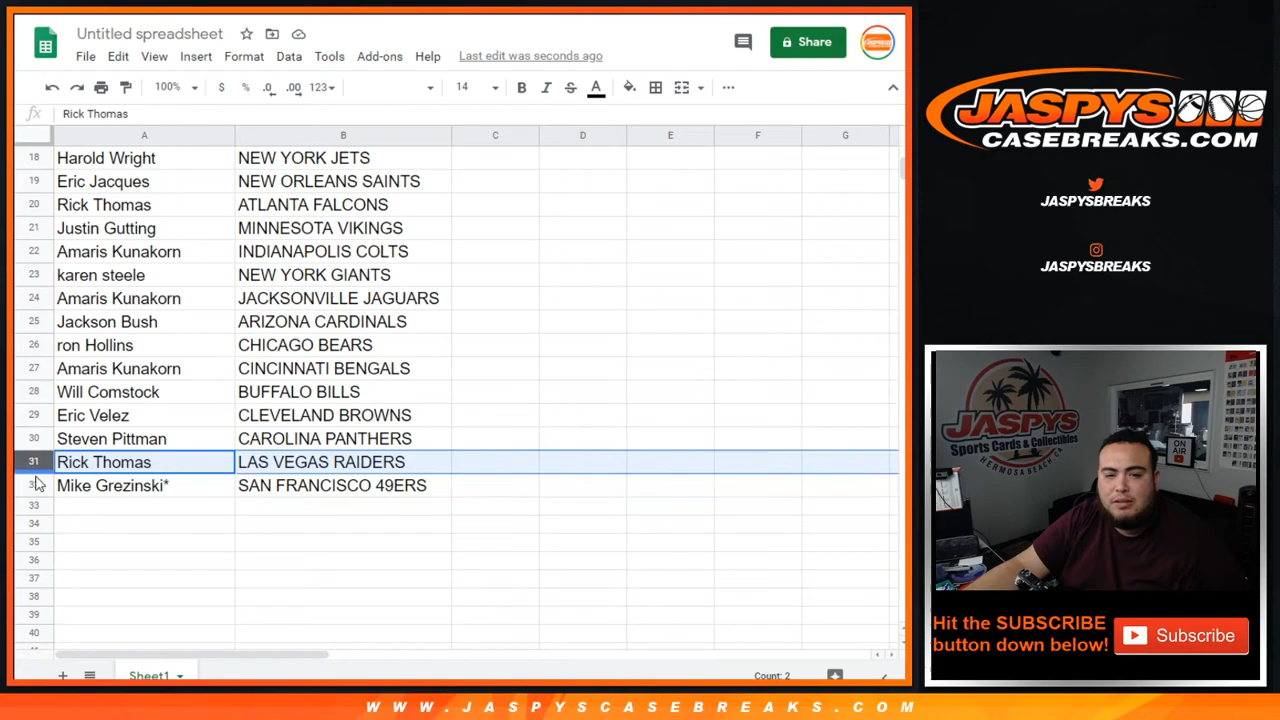 Untitled spreadsheet
File Edit View Insert Format Data Tools Add-ons Help Last edit was seconds ago
Share
100% $ % .0 .00 123 14 B I S A
fx Rick Thomas
A B C D E F G
18 Harold Wright NEW YORK JETS
19 Eric Jacques NEW ORLEANS SAINTS
20 Rick Thomas ATLANTA FALCONS
21 Justin Gutting MINNESOTA VIKINGS
22 Amaris Kunakorn INDIANAPOLIS COLTS
23 karen steele NEW YORK GIANTS
24 Amaris Kunakorn JACKSONVILLE JAGUARS
25 Jackson Bush ARIZONA CARDINALS
26 ron Hollins CHICAGO BEARS
27 Amaris Kunakorn CINCINNATI BENGALS
28 Will Comstock BUFFALO BILLS
29 Eric Velez CLEVELAND BROWNS
30 Steven Pittman CAROLINA PANTHERS
31 Rick Thomas LAS VEGAS RAIDERS
Mike Grezinski* SAN FRANCISCO 49ERS
33
34
35
36
37
38
39
40
Sheet1 Count: 2
JASPYS
CASEBREAKS.COM
JASPYSBREAKS
JASPYSBREAKS
JASPYS
Sports Cards & Collectibles
HERMOSA BEACH CA
ON AIR
Hit the SUBSCRIBE
button down below!
Subscribe
WWW.JASPYSCASEBREAKS.COM